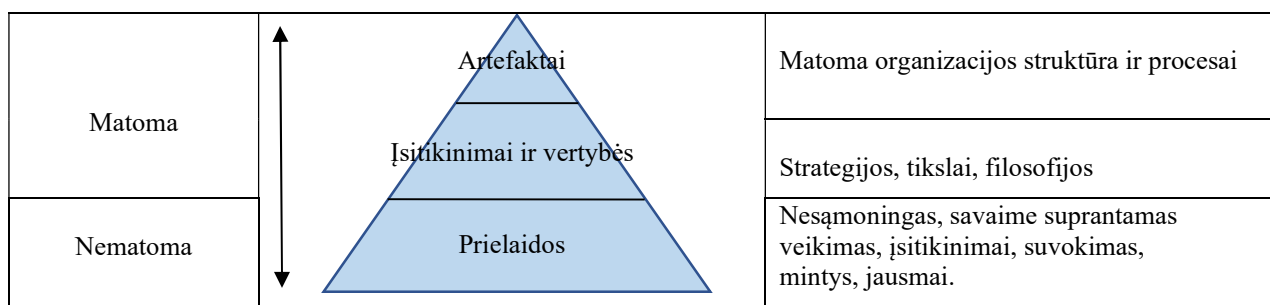 Matoma
Artefaktai
Matoma organizacijos struktūra ir procesai
Įsitikinimai ir vertybės
Strategijos, tikslai, filosofijos
Nematoma
Prielaidos
Nesąmoningas, savaime suprantamas
veikimas, įsitikinimai, suvokimas,
mintys, jausmai.